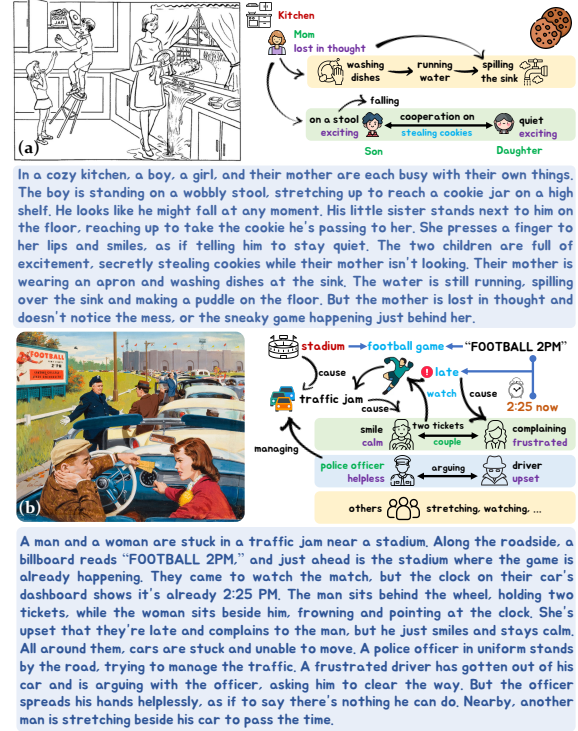 COOKIE JAR
(a)
Kitchen
Mom
lost in thought
washing dishes
running water
spilling the sink
falling
on a stool
exciting
cooperation on
stealing cookies
quiet
exciting
Son
Daughter
In a cozy kitchen, a boy, a girl, and their mother are each busy with their own things.
The boy is standing on a wobbly stool, stretching up to reach a cookie jar on a high
shelf. He looks like he might fall at any moment. His little sister stands next to him on
the floor, reaching up to take the cookie he's passing to her. She presses a finger to
her lips and smiles, as if telling him to stay quiet. The two children are full of
excitement, secretly stealing cookies while their mother isn't looking. Their mother is
wearing an apron and washing dishes at the sink. The water is still running, spilling
over the sink and making a puddle on the floor. But the mother is lost in thought and
doesn't notice the mess, or the sneaky game happening just behind her.
FOOTBALL
2 PM
(b)
stadium
football game
"FOOTBALL 2PM"
cause
late
traffic jam
watch
cause
cause
2:25 now
managing
smile
calm
two tickets
couple
complaining
frustrated
police officer
helpless
arguing
driver
upset
others
stretching, watching, ...
A man and a woman are stuck in a traffic jam near a stadium. Along the roadside, a
billboard reads "FOOTBALL 2PM," and just ahead is the stadium where the game is
already happening. They came to watch the match, but the clock on their car's
dashboard shows it's already 2:25 PM. The man sits behind the wheel, holding two
tickets, while the woman sits beside him, frowning and pointing at the clock. She's
upset that they're late and complains to the man, but he just smiles and stays calm.
All around them, cars are stuck and unable to move. A police officer in uniform stands
by the road, trying to manage the traffic. A frustrated driver has gotten out of his
car and is arguing with the officer, asking him to clear the way. But the officer
spreads his hands helplessly, as if to say there's nothing he can do. Nearby, another
man is stretching beside his car to pass the time.